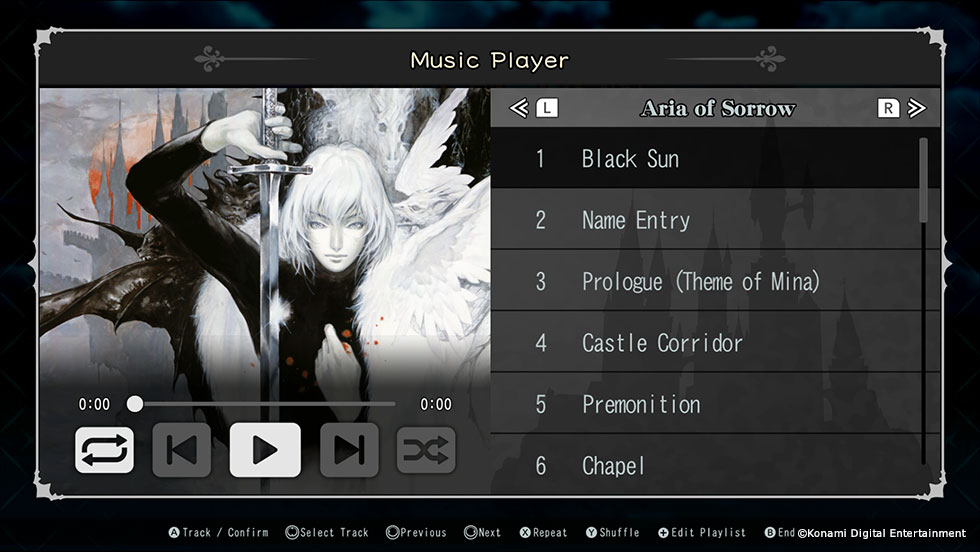 Music Player
L Aria of Sorrow R
1 Black Sun
2 Name Entry
3 Prologue (Theme of Mina)
4 Castle Corridor
5 Premonition
6 Chapel
0:00 0:00
A Track / Confirm Select Track Previous Next X Repeat Y Shuffle Edit Playlist B End ©Konami Digital Entertainment